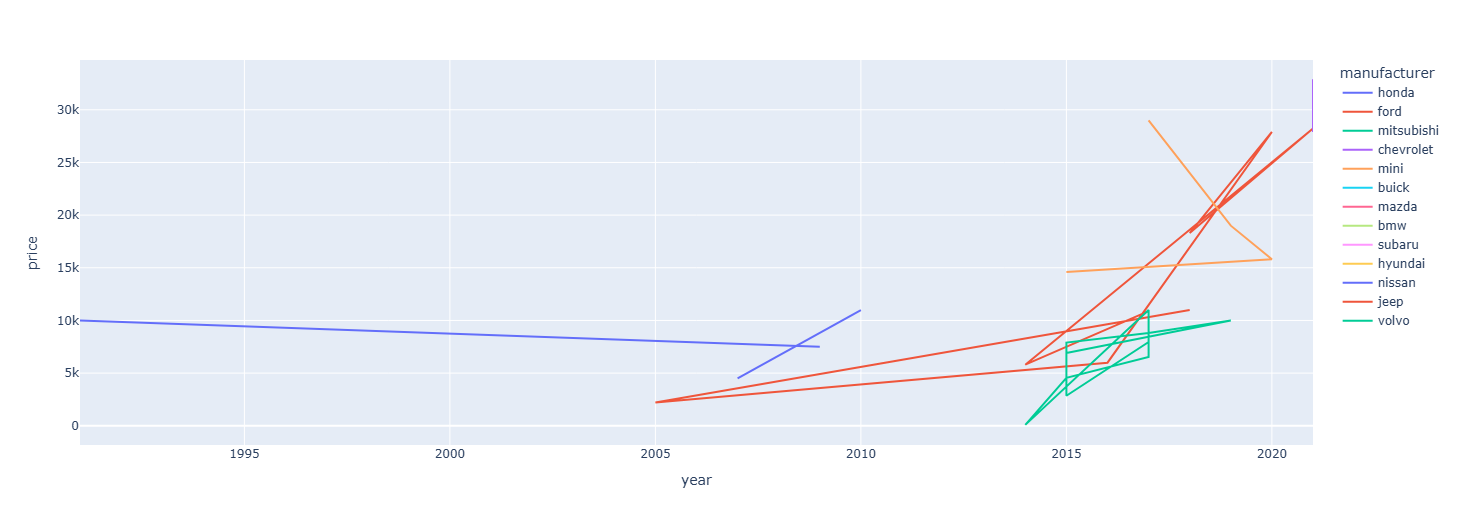 30k
25k
20k
15k
10k
5k
0
price
1995
2000
2005
2010
2015
2020
year
manufacturer
honda
ford
mitsubishi
chevrolet
mini
buick
mazda
bmw
subaru
hyundai
nissan
jeep
volvo